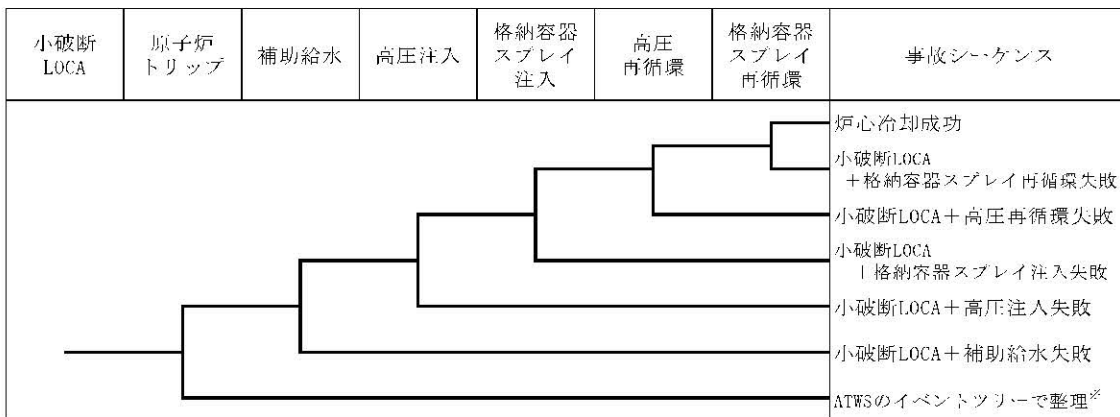 小破断
LOCA
原子炉
トリップ
補助給水
高圧注入
格納容器
スプレイ
注入
高圧
再循環
格納容器
スプレイ
再循環
事故シーケンス
炉心冷却成功
小破断LOCA
＋格納容器スプレイ再循環失敗
小破断LOCA＋高圧再循環失敗
小破断LOCA
＋格納容器スプレイ注入失敗
小破断LOCA＋高圧注入失敗
小破断LOCA＋補助給水失敗
ATWSのイベントツリーで整理※